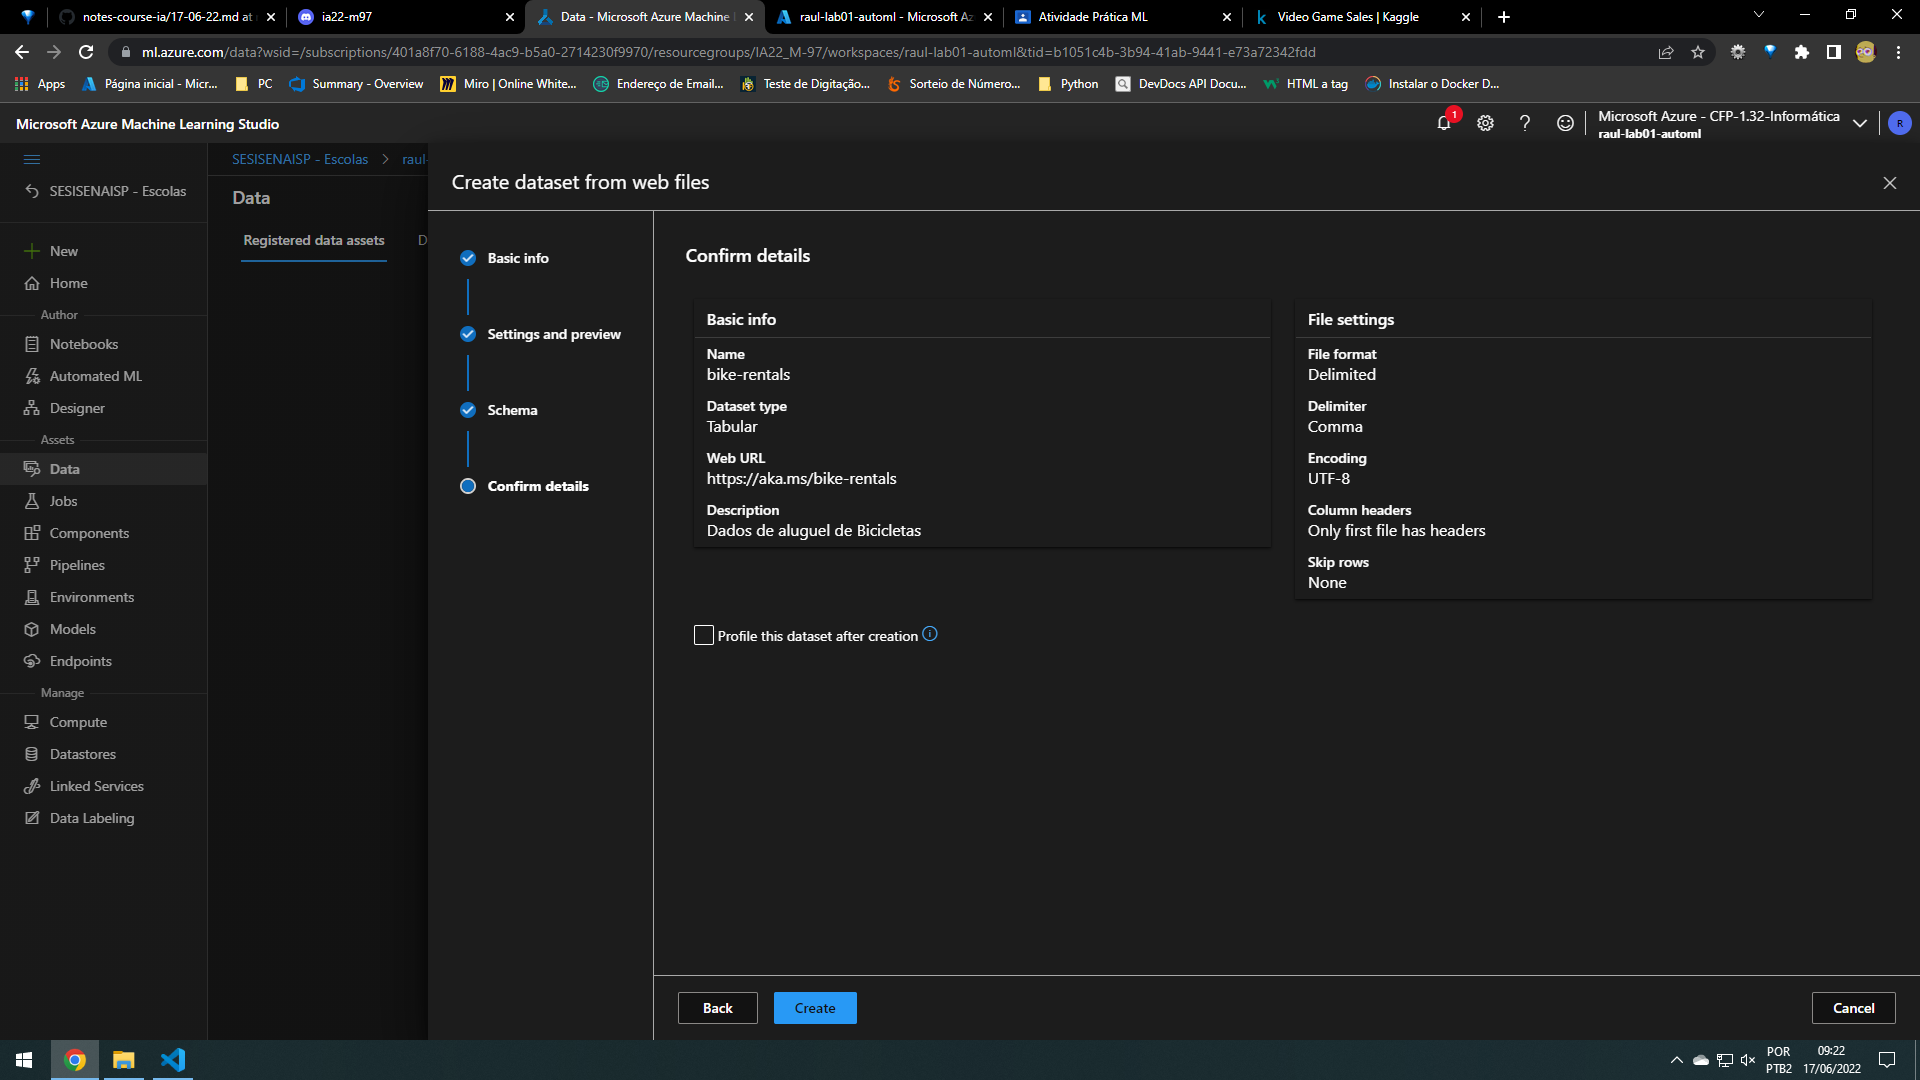 notes-course-ia/17-06-22.md at
ia22-m97
Data - Microsoft Azure Machine
raul-lab01-automl - Microsoft Az
Atividade Prática ML
Video Game Sales | Kaggle
ml.azure.com/data?wsid=/subscriptions/401a8f70-6188-4ac9-b5a0-2714230f9970/resourcegroups/IA22_M-97/workspaces/raul-lab01-automl&tid=b1051c4b-3b94-41ab-9441-e73a72342fdd
Apps
Página inicial - Micr...
PC
Summary - Overview
Miro | Online White...
Endereço de Email...
Teste de Digitação...
Sorteio de Número...
Python
DevDocs API Docu...
HTML a tag
Instalar o Docker D...
Microsoft Azure Machine Learning Studio
1
Microsoft Azure - CFP-1.32-Informática
raul-lab01-automl
R
SESISENAISP - Escolas
New
Home
Author
Notebooks
Automated ML
Designer
Assets
Data
Jobs
Components
Pipelines
Environments
Models
Endpoints
Manage
Compute
Datastores
Linked Services
Data Labeling
SESISENAISP - Escolas > raul-
Data
Registered data assets
D
Create dataset from web files
Basic info
Settings and preview
Schema
Confirm details
Confirm details
Basic info
Name
bike-rentals
Dataset type
Tabular
Web URL
https://aka.ms/bike-rentals
Description
Dados de aluguel de Bicicletas
File settings
File format
Delimited
Delimiter
Comma
Encoding
UTF-8
Column headers
Only first file has headers
Skip rows
None
Profile this dataset after creation
Back
Create
Cancel
POR
PTB2
09:22
17/06/2022